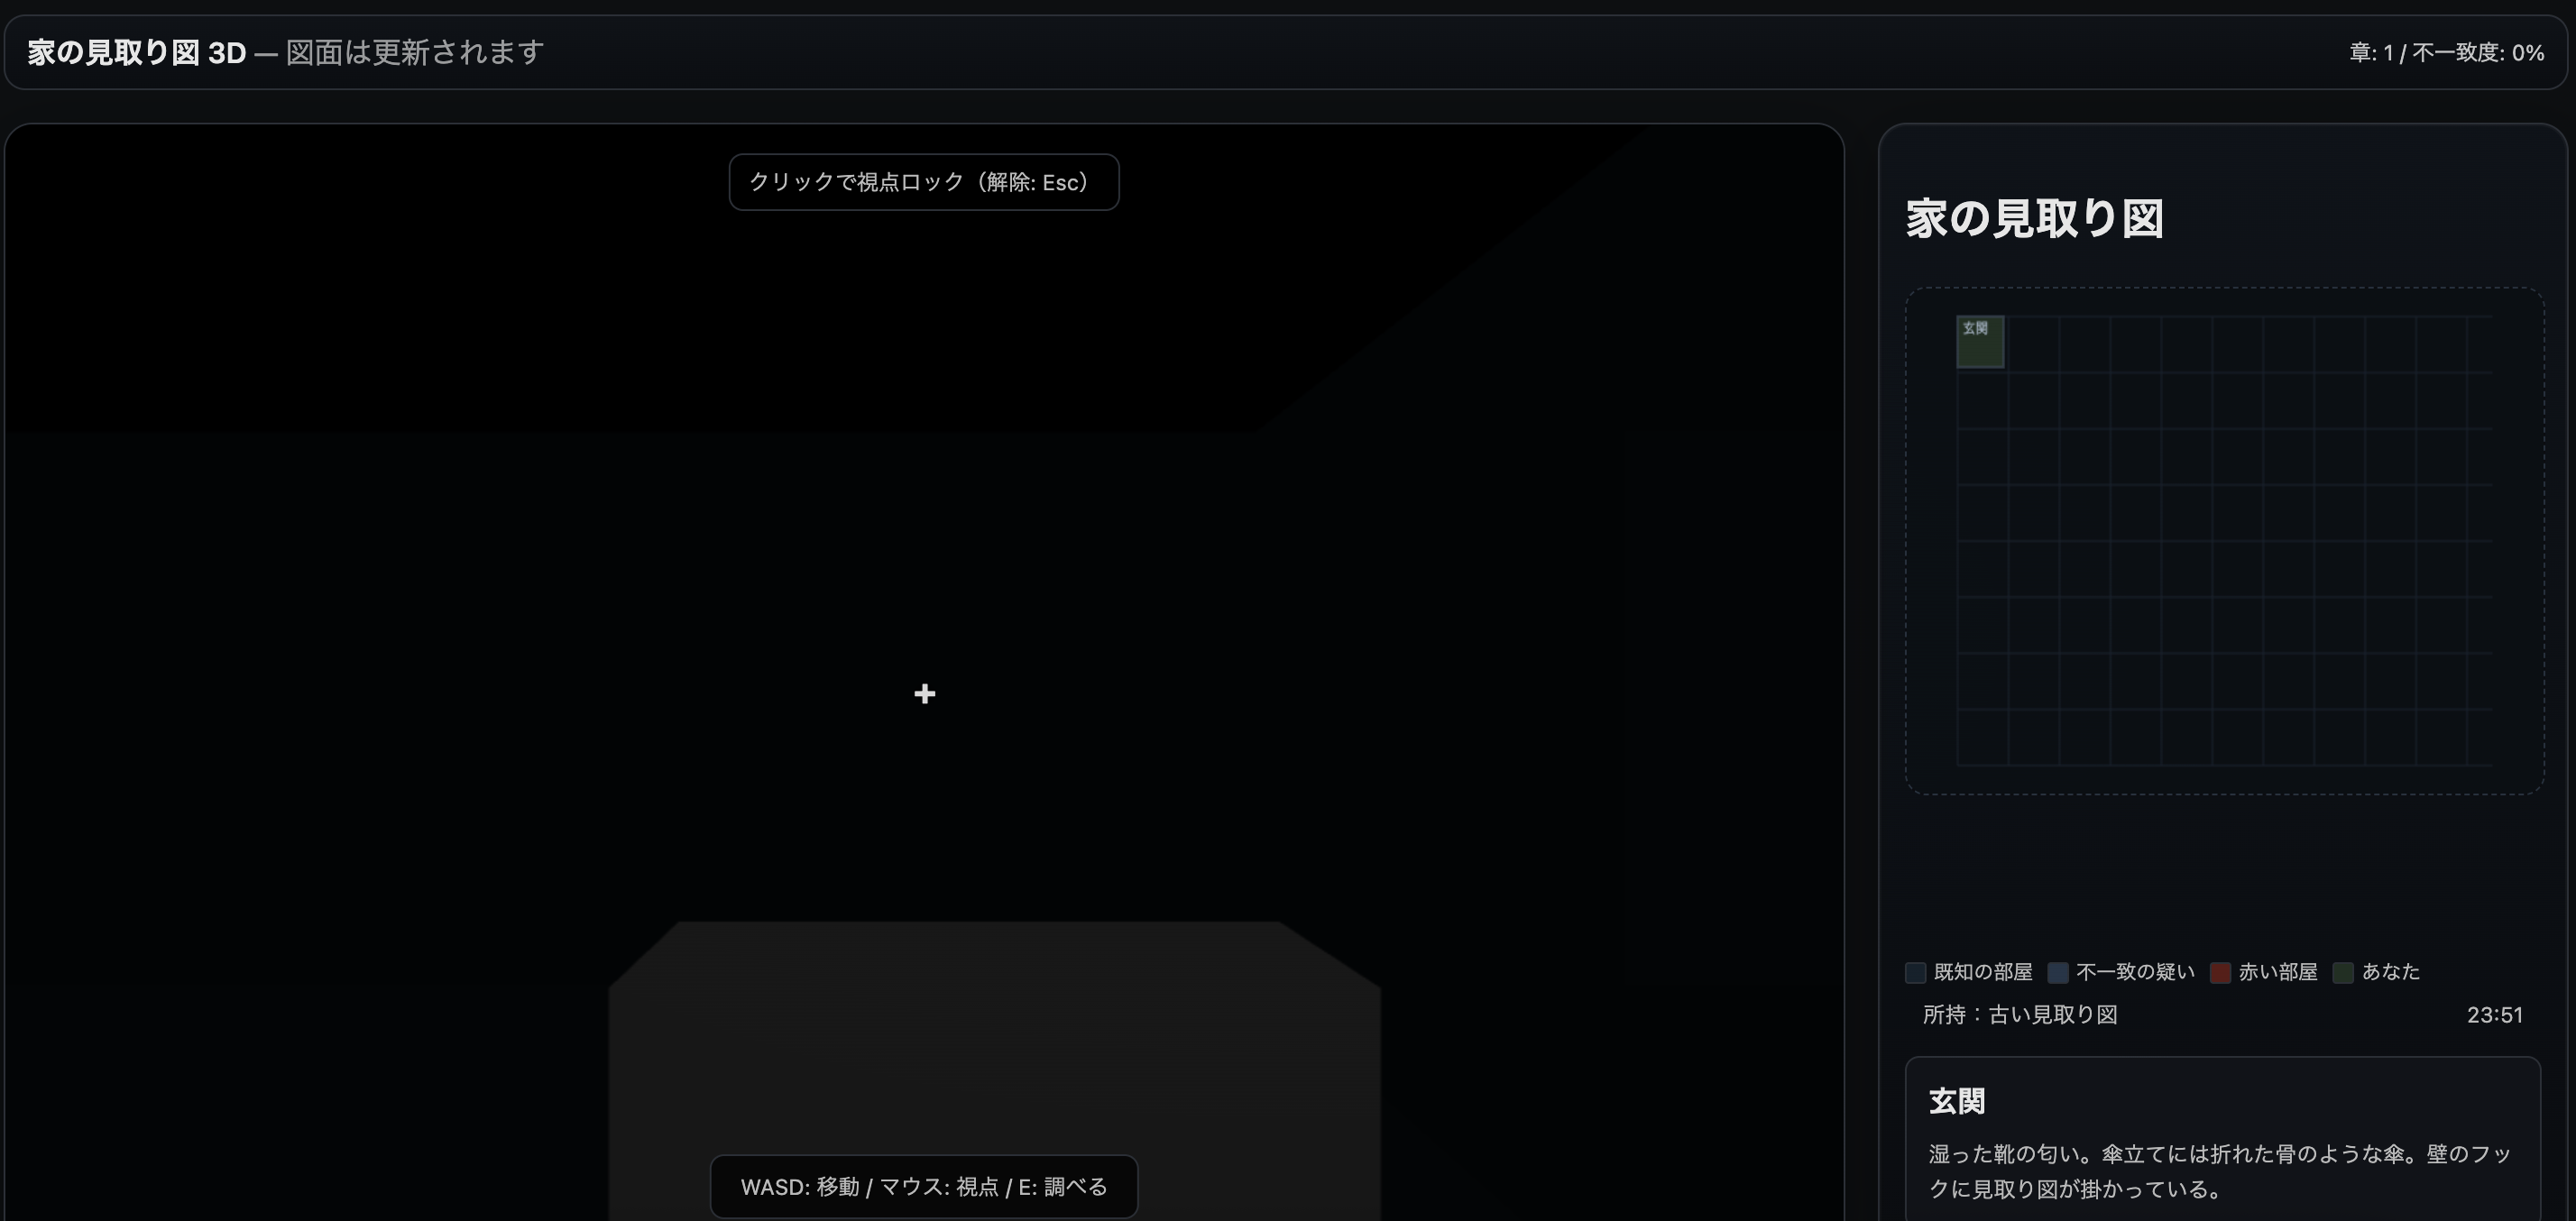 家の見取り図 3D — 図面は更新されます
章: 1 / 不一致度: 0%
クリックで視点ロック（解除: Esc）
+
WASD: 移動 / マウス: 視点 / E: 調べる
家の見取り図
玄関
既知の部屋 不一致の疑い 赤い部屋 あなた
所持：古い見取り図
23:51
玄関
湿った靴の匂い。傘立てには折れた骨のような傘。壁のフッ
クに見取り図が掛かっている。